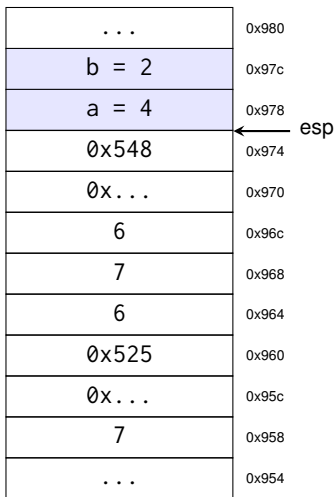 ... 0x980
b = 2 0x97c
a = 4 0x978
esp
0x548 0x974
0x... 0x970
6 0x96c
7 0x968
6 0x964
0x525 0x960
0x... 0x95c
7 0x958
... 0x954